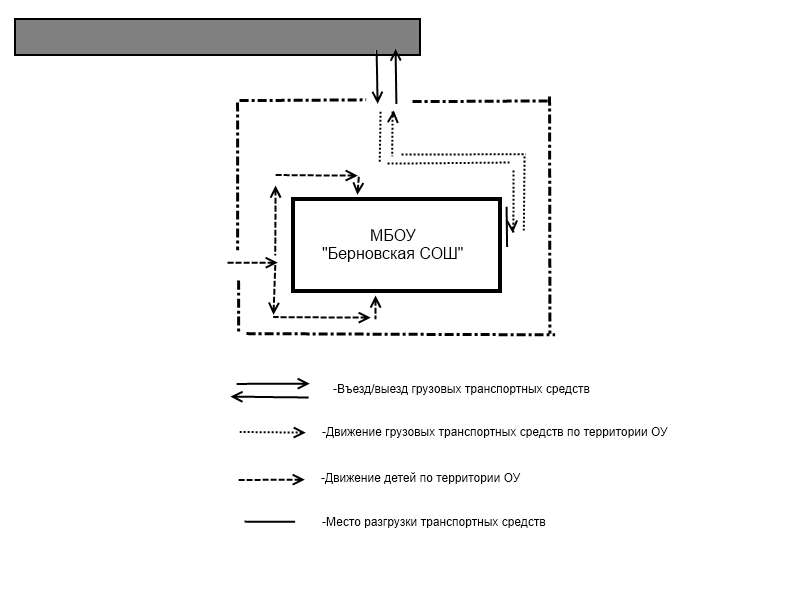 МБОУ
"Берновская СОШ"
-Въезд/выезд грузовых транспортных средств
-Движение грузовых транспортных средств по территории ОУ
-Движение детей по территории ОУ
-Место разгрузки транспортных средств